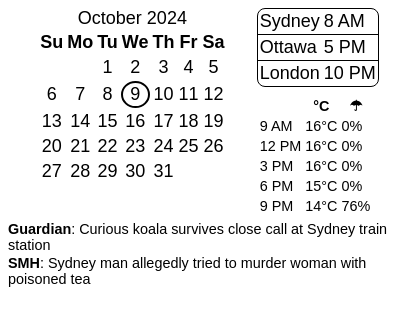 October 2024
Su Mo Tu We Th Fr Sa
1 2 3 4 5
6 7 8 9 10 11 12
13 14 15 16 17 18 19
20 21 22 23 24 25 26
27 28 29 30 31
Sydney 8 AM
Ottawa 5 PM
London 10 PM
°C ☂
9 AM 16°C 0%
12 PM 16°C 0%
3 PM 16°C 0%
6 PM 15°C 0%
9 PM 14°C 76%
Guardian: Curious koala survives close call at Sydney train
station
SMH: Sydney man allegedly tried to murder woman with
poisoned tea